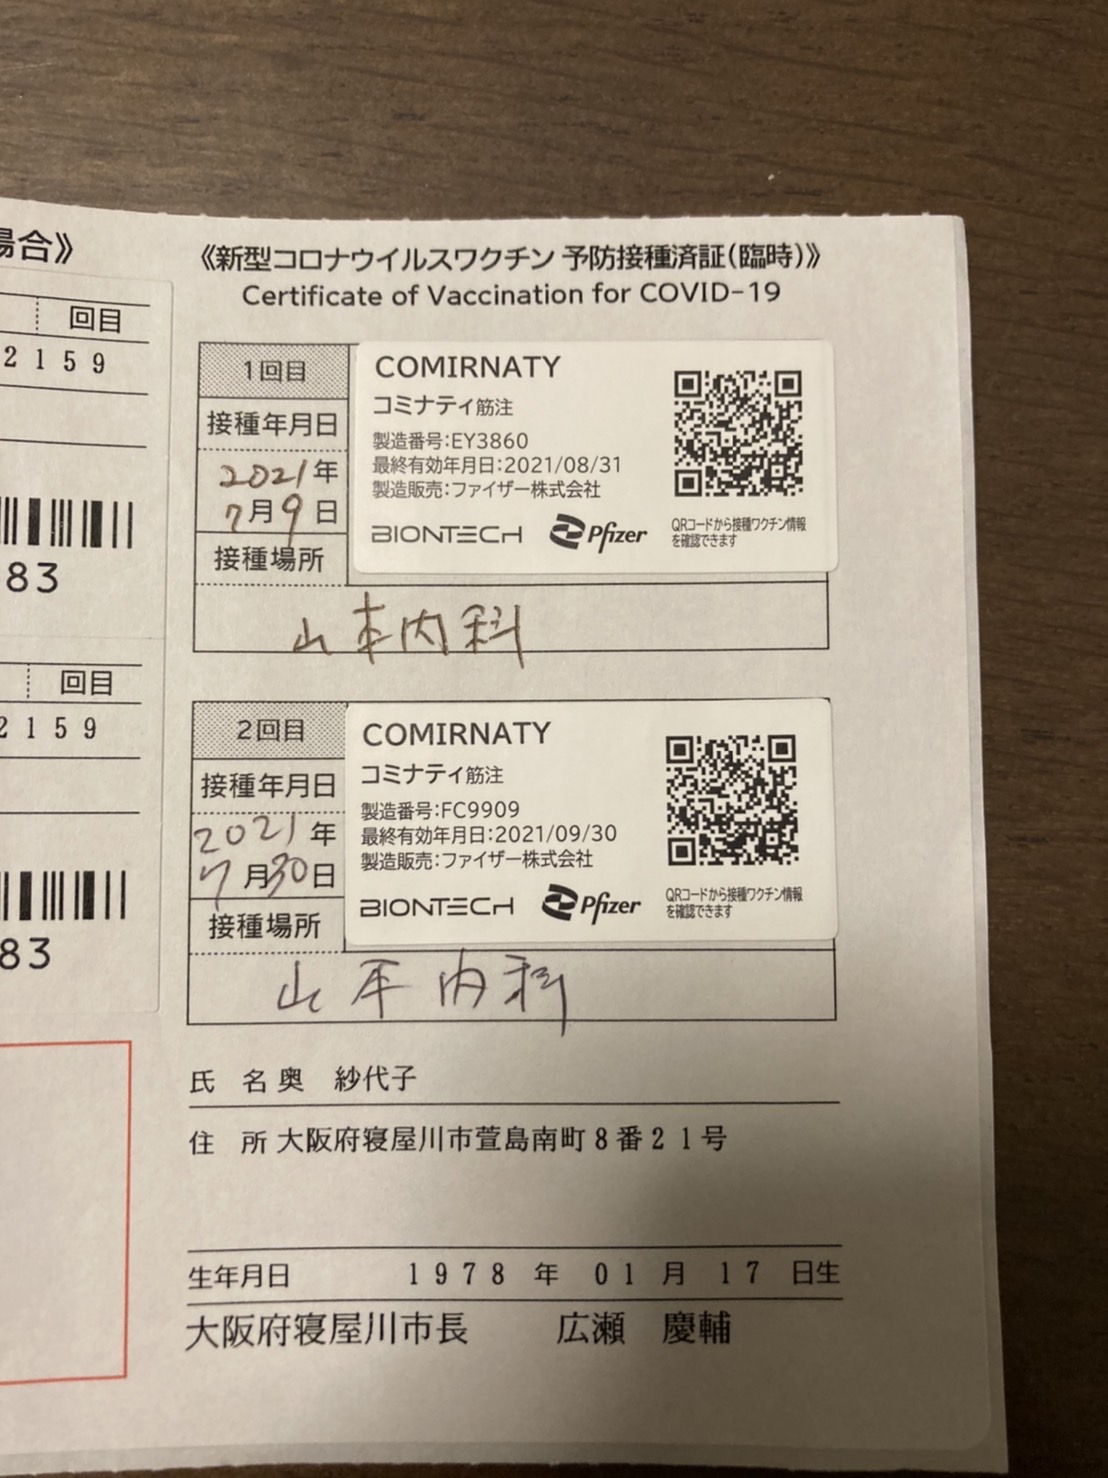 場合》
回目
2159
83
回目
2159
83
《新型コロナウイルスワクチン 予防接種済証(臨時)》
Certificate of Vaccination for COVID-19
1回目
接種年月日
2021年
7月9日
接種場所
COMIRNATY
コミナティ筋注
製造番号:EY3860
最終有効年月日:2021/08/31
製造販売:ファイザー株式会社
BIONTECH Pfizer
QRコードから接種ワクチン情報
を確認できます
山本内科
2回目
接種年月日
2021年
7月30日
接種場所
COMIRNATY
コミナティ筋注
製造番号:FC9909
最終有効年月日:2021/09/30
製造販売:ファイザー株式会社
BIONTECH Pfizer
QRコードから接種ワクチン情報
を確認できます
山本内科
氏 名 奥 紗代子
住 所 大阪府寝屋川市萱島南町8番21号
生年月日 1978年 01月 17日生
大阪府寝屋川市長 広瀬 慶輔